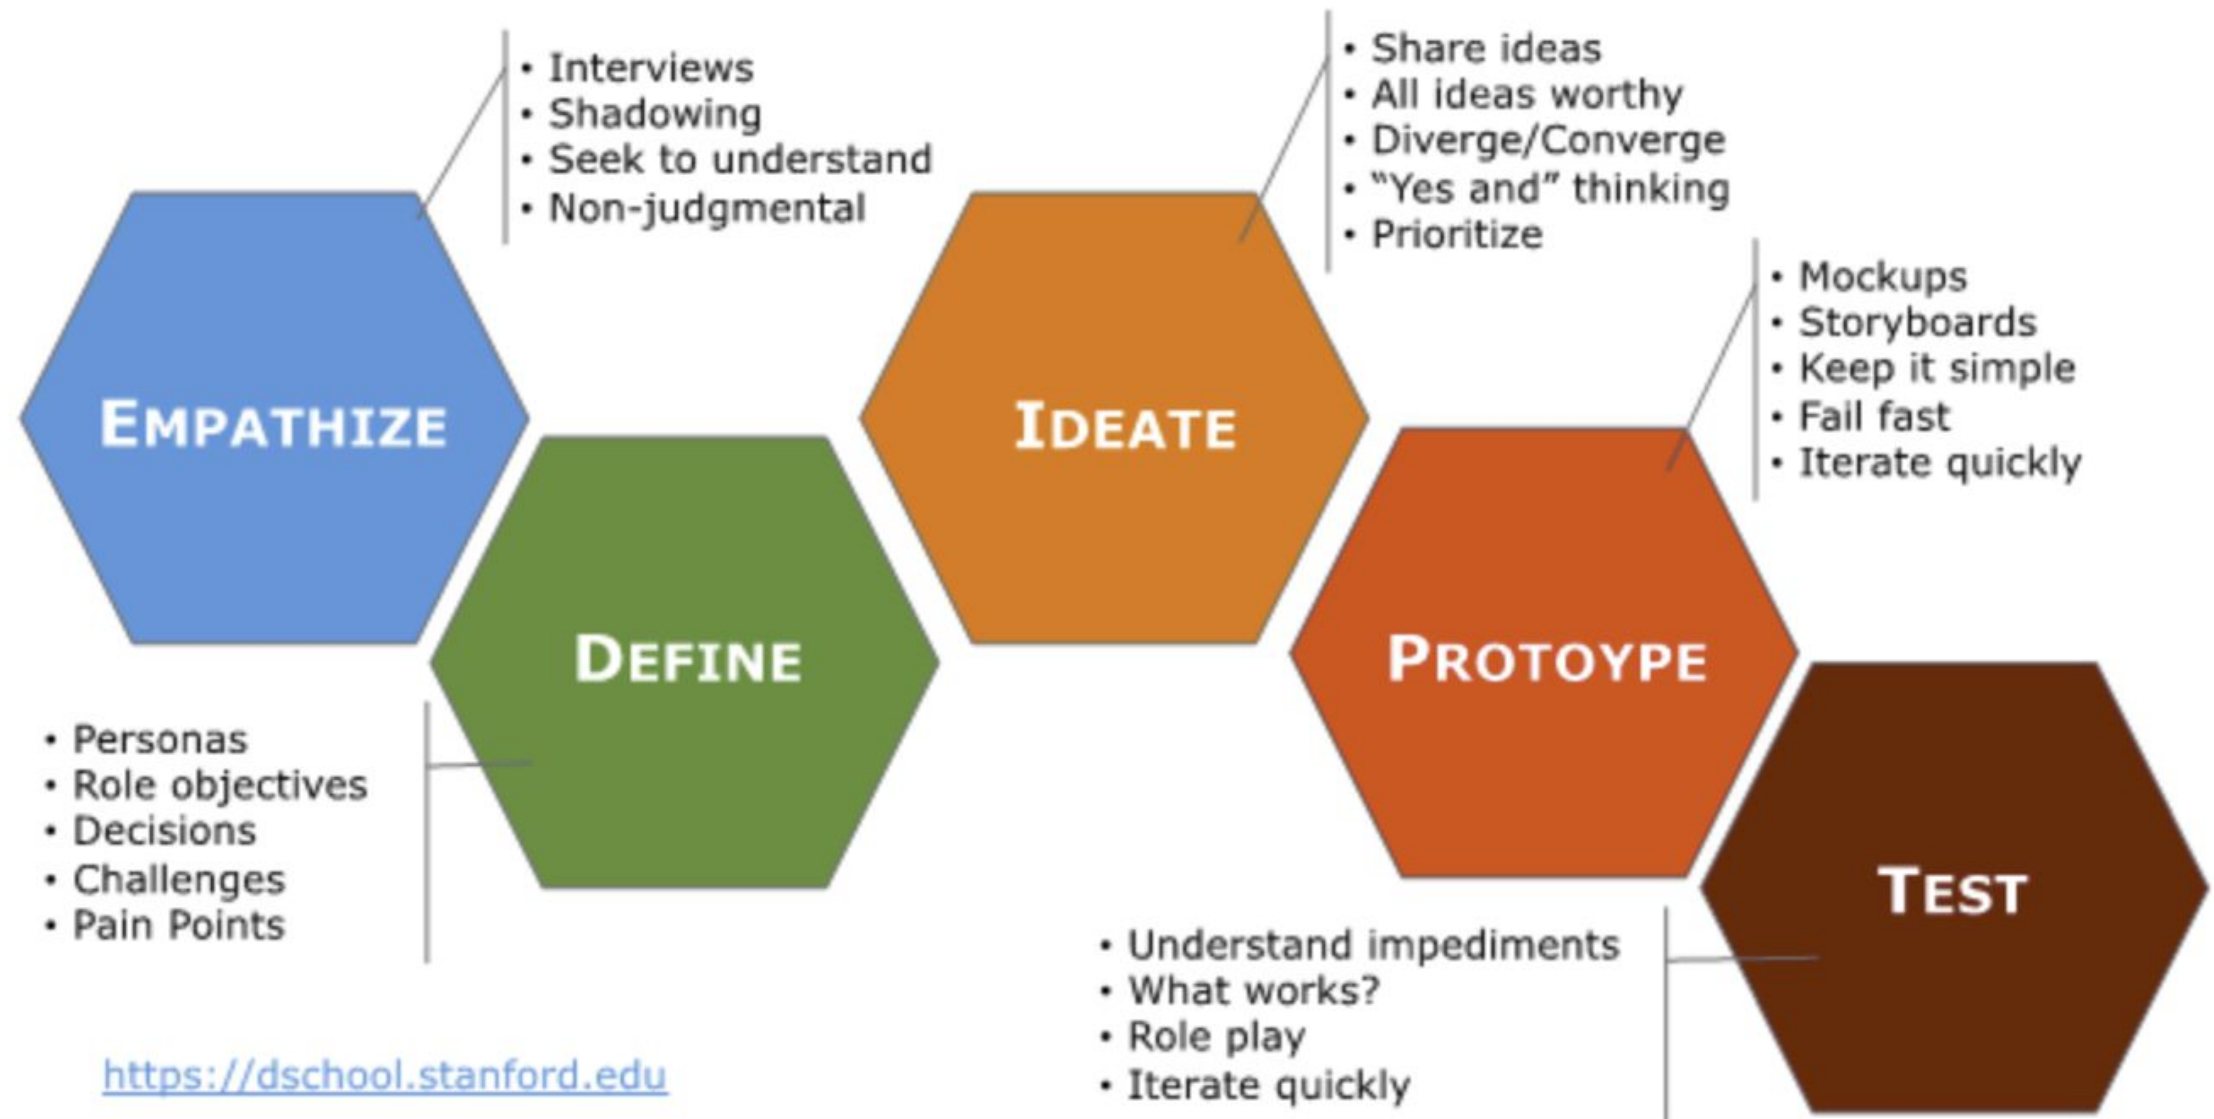 EMPATHIZE
• Interviews
• Shadowing
• Seek to understand
• Non-judgmental
DEFINE
• Personas
• Role objectives
• Decisions
• Challenges
• Pain Points
IDEATE
• Share ideas
• All ideas worthy
• Diverge/Converge
• “Yes and” thinking
• Prioritize
PROTOYPE
• Mockups
• Storyboards
• Keep it simple
• Fail fast
• Iterate quickly
TEST
• Understand impediments
• What works?
• Role play
• Iterate quickly
https://dschool.stanford.edu